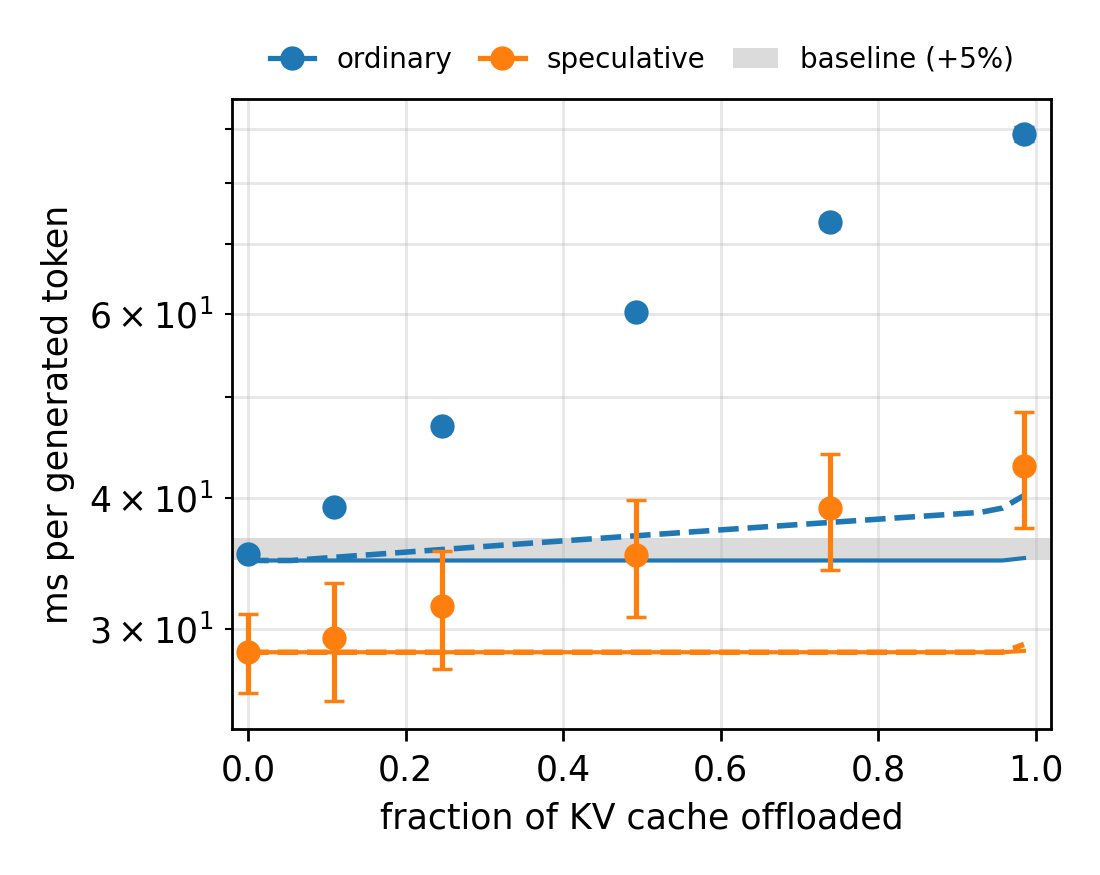 ordinary speculative baseline (+5%)
ms per generated token
6 × 10¹
4 × 10¹
3 × 10¹
0.0 0.2 0.4 0.6 0.8 1.0
fraction of KV cache offloaded